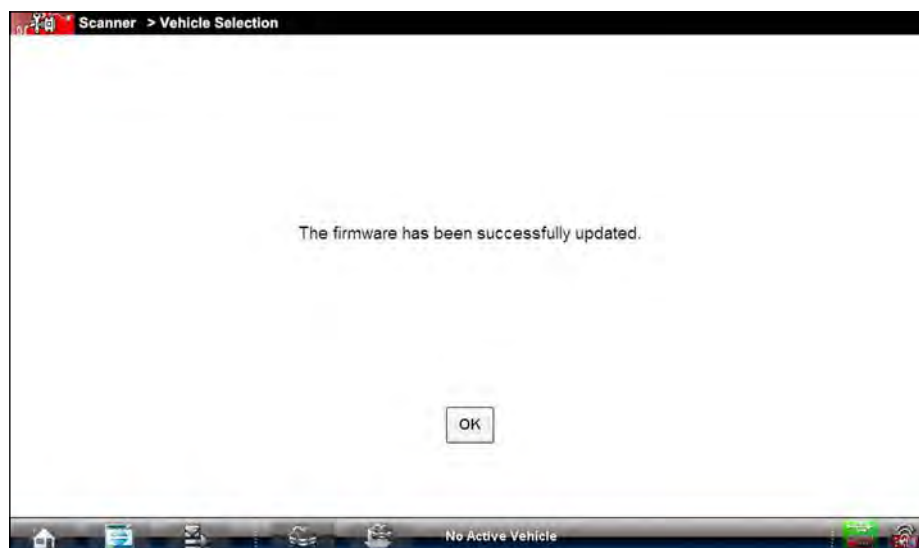 Scanner > Vehicle Selection
The firmware has been successfully updated.
OK
No Active Vehicle